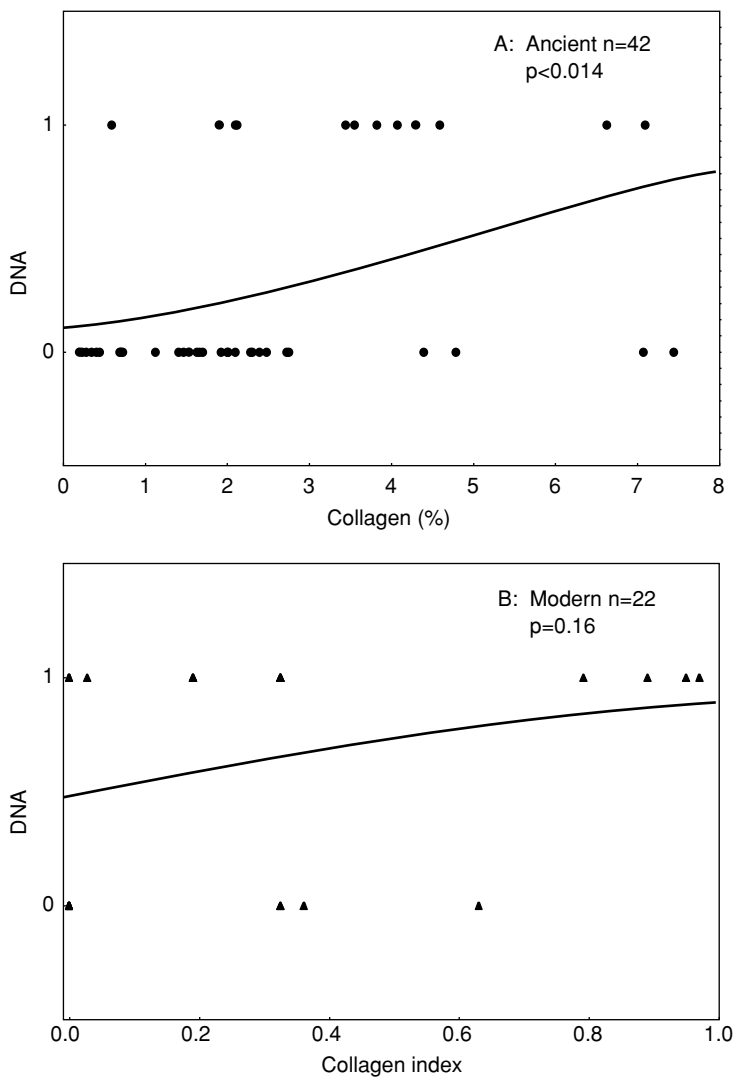 A: Ancient n=42
p<0.014
1
DNA
0
0 1 2 3 4 5 6 7 8
Collagen (%)
B: Modern n=22
p=0.16
1
DNA
0
0.0 0.2 0.4 0.6 0.8 1.0
Collagen index